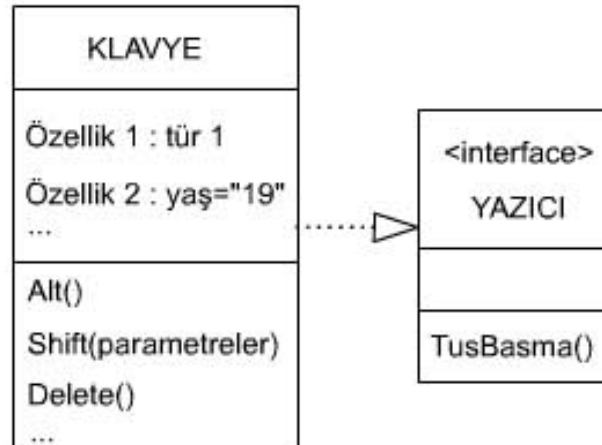 KLAVYE
Özellik 1 : tür 1
Özellik 2 : yaş="19"
...
Alt()
Shift(parametreler)
Delete()
...
<interface>
YAZICI
TusBasma()